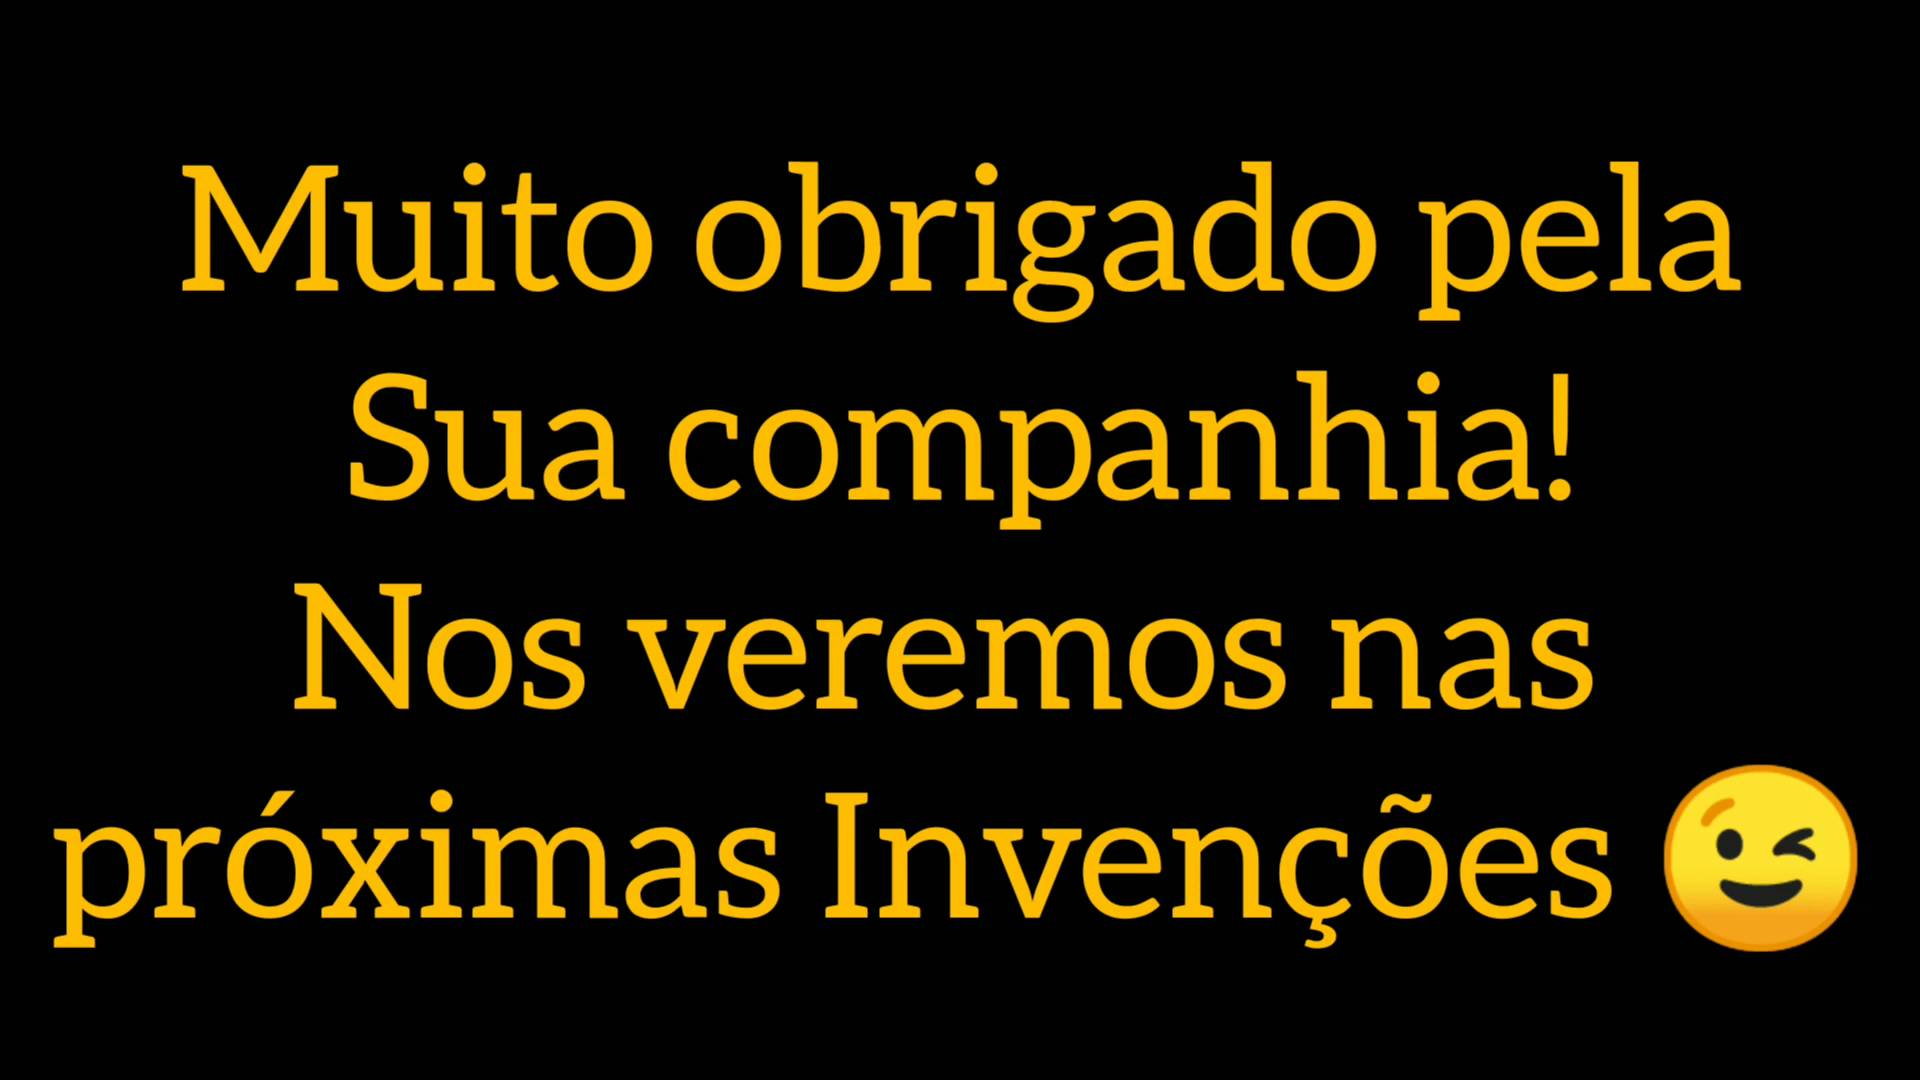 Muito obrigado pela
Sua companhia!
Nos veremos nas
próximas Invenções 😉